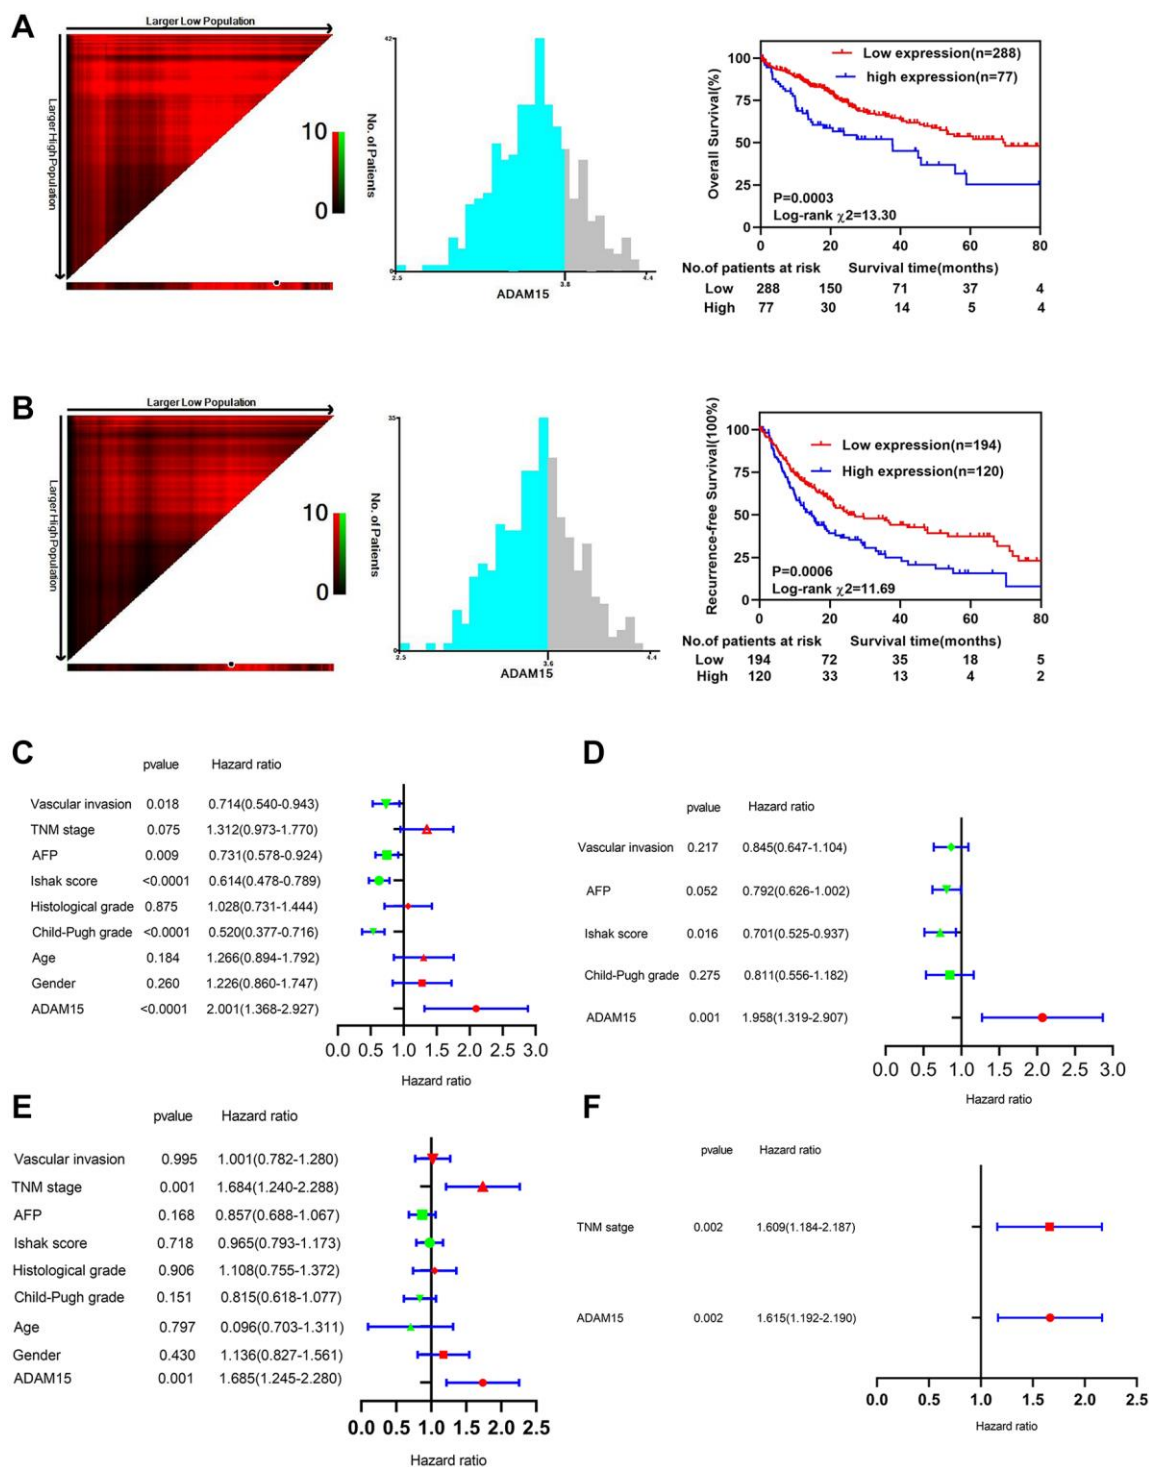 A
Larger Low Population
Larger High Population
10
0
No. of Patients
42
0
2.5
3.8
4.4
ADAM15
Overall Survival(%)
100
75
50
25
0
Low expression(n=288)
high expression(n=77)
P=0.0003
Log-rank χ2=13.30
0 20 40 60 80
No.of patients at risk Survival time(months)
Low 288 150 71 37 4
High 77 30 14 5 4
B
Larger Low Population
Larger High Population
10
0
No. of Patients
35
0
2.5
3.6
4.4
ADAM15
Recurrence-free Survival(100%)
100
75
50
25
0
Low expression(n=194)
High expression(n=120)
P=0.0006
Log-rank χ2=11.69
0 20 40 60 80
No.of patients at risk Survival time(months)
Low 194 72 35 18 5
High 120 33 13 4 2
C
pvalue Hazard ratio
Vascular invasion 0.018 0.714(0.540-0.943)
TNM stage 0.075 1.312(0.973-1.770)
AFP 0.009 0.731(0.578-0.924)
Ishak score <0.0001 0.614(0.478-0.789)
Histological grade 0.875 1.028(0.731-1.444)
Child-Pugh grade <0.0001 0.520(0.377-0.716)
Age 0.184 1.266(0.894-1.792)
Gender 0.260 1.226(0.860-1.747)
ADAM15 <0.0001 2.001(1.368-2.927)
0.0 0.5 1.0 1.5 2.0 2.5 3.0
Hazard ratio
D
pvalue Hazard ratio
Vascular invasion 0.217 0.845(0.647-1.104)
AFP 0.052 0.792(0.626-1.002)
Ishak score 0.016 0.701(0.525-0.937)
Child-Pugh grade 0.275 0.811(0.556-1.182)
ADAM15 0.001 1.958(1.319-2.907)
0.0 0.5 1.0 1.5 2.0 2.5 3.0
Hazard ratio
E
pvalue Hazard ratio
Vascular invasion 0.995 1.001(0.782-1.280)
TNM stage 0.001 1.684(1.240-2.288)
AFP 0.168 0.857(0.688-1.067)
Ishak score 0.718 0.965(0.793-1.173)
Histological grade 0.906 1.108(0.755-1.372)
Child-Pugh grade 0.151 0.815(0.618-1.077)
Age 0.797 0.096(0.703-1.311)
Gender 0.430 1.136(0.827-1.561)
ADAM15 0.001 1.685(1.245-2.280)
0.0 0.5 1.0 1.5 2.0 2.5
Hazard ratio
F
pvalue Hazard ratio
TNM satge 0.002 1.609(1.184-2.187)
ADAM15 0.002 1.615(1.192-2.190)
0.0 0.5 1.0 1.5 2.0 2.5
Hazard ratio